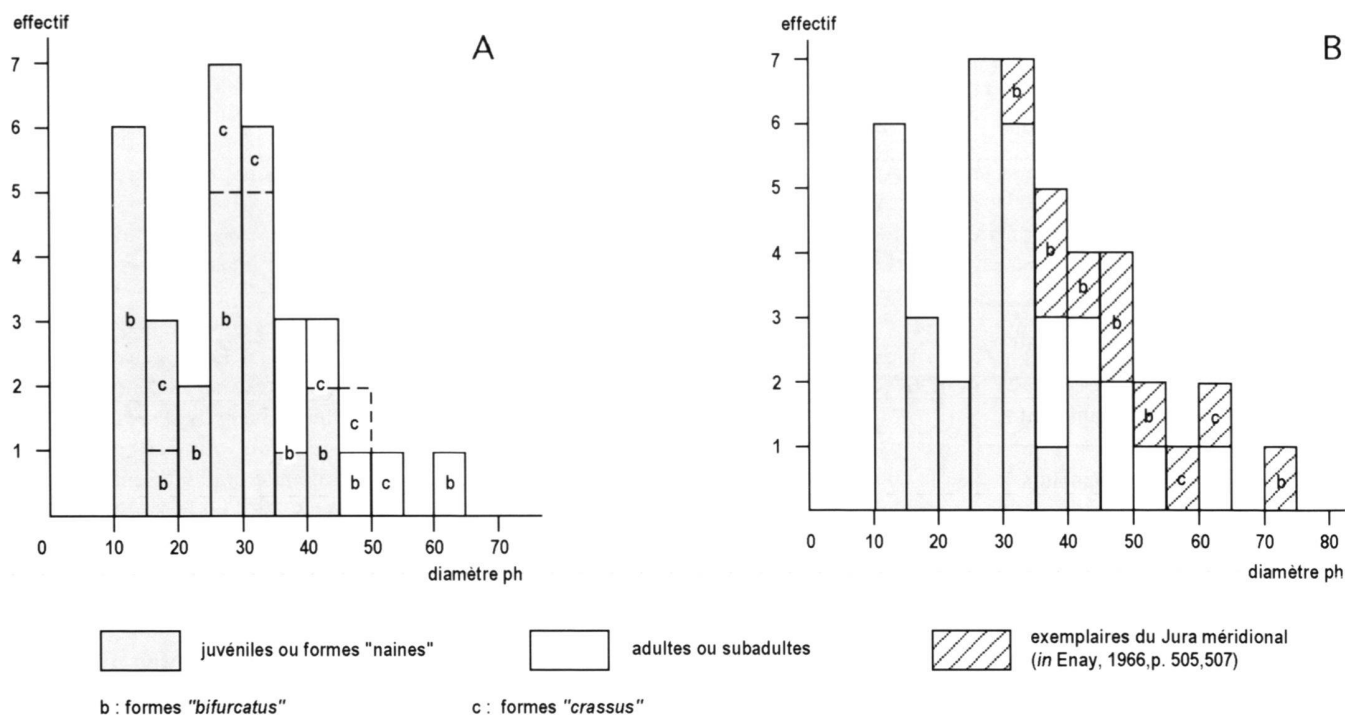 effectif
A
7
6
5
4
3
2
1
c
c
b
c
b
b
b
b
c
b
c
b
c
b
0
10
20
30
40
50
60
70
diamètre ph
effectif
B
7
6
5
4
3
2
1
b
b
b
b
b
c
c
b
0
10
20
30
40
50
60
70
80
diamètre ph
juvéniles ou formes "naines"
adultes ou subadultes
exemplaires du Jura méridional
(in Enay, 1966,p. 505,507)
b : formes "bifurcatus"
c : formes "crassus"